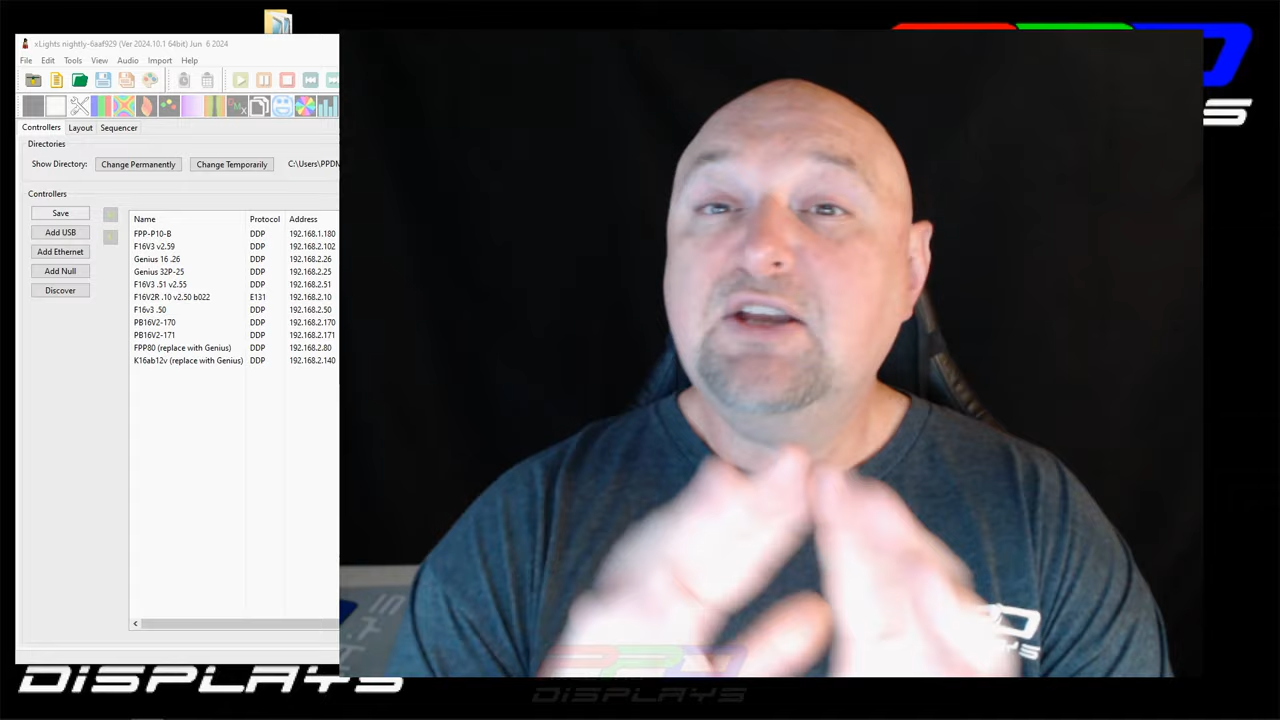 xLights nightly-6aaf929 (Ver 2024.10.1 64bit) Jun 6 2024
File Edit Tools View Audio Import Help
Controllers Layout Sequencer
Directories
Show Directory: Change Permanently Change Temporarily C:\Users\PPDM
Controllers
Save
Add USB
Add Ethernet
Add Null
Discover
Name Protocol Address
FPP-P10-B DDP 192.168.1.180
F16V3 v2.59 DDP 192.168.2.102
Genius 16 .26 DDP 192.168.2.26
Genius 32P-25 DDP 192.168.2.25
F16V3 .51 v2.55 DDP 192.168.2.51
F16V2R .10 v2.50 b022 E131 192.168.2.10
F16v3 .50 DDP 192.168.2.50
PB16V2-170 DDP 192.168.2.170
PB16V2-171 DDP 192.168.2.171
FPP80 (replace with Genius) DDP 192.168.2.80
K16ab12v (replace with Genius) DDP 192.168.2.140
DISPLAYS
PPD
DISPLAYS